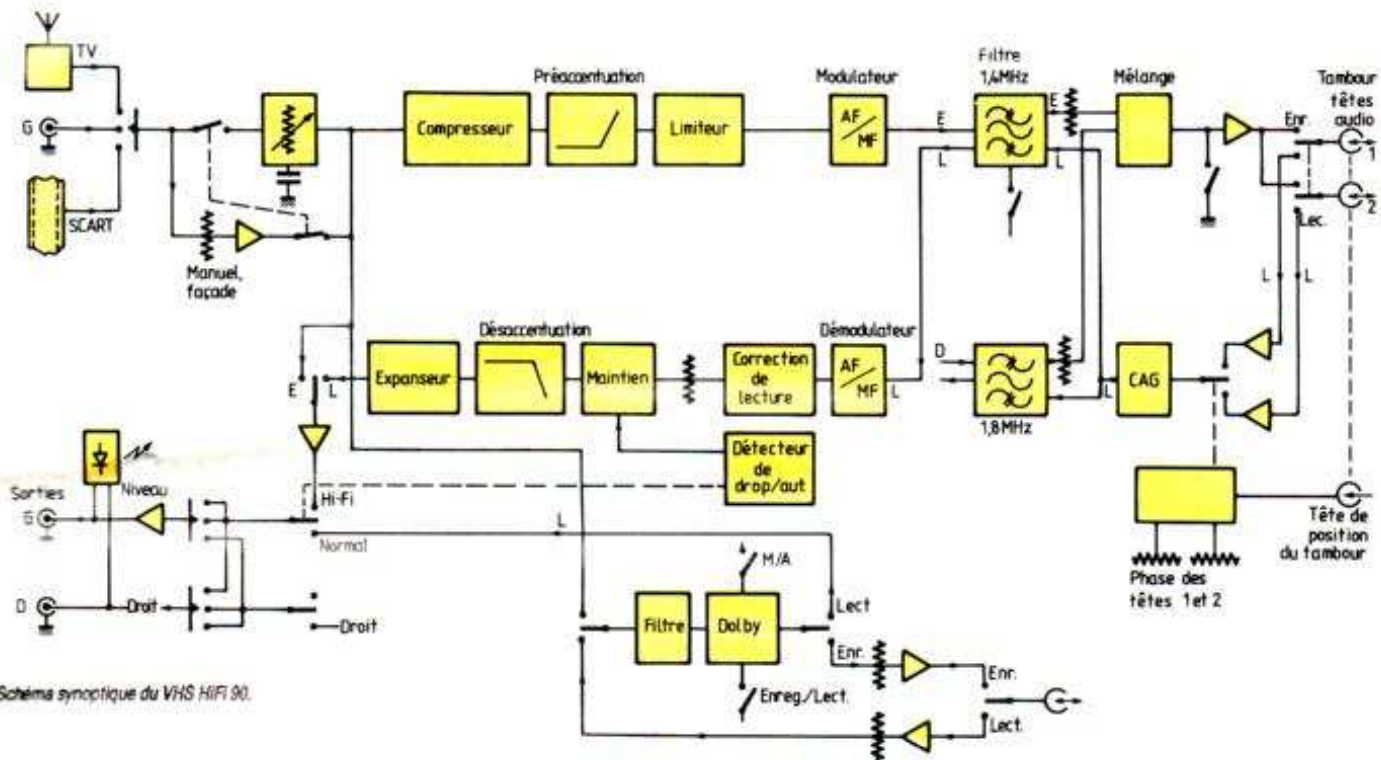 TV
G
SCART
Manuel,
façade
Préaccentuation
Compresseur
Limiteur
Modulateur
AF/
MF
E
L
Filtre
1,4MHz
E
L
Mélange
Tambour
têtes
audio
Enr.
1
2
Lec.
L
L
Désaccentuation
Démodulateur
E
L
Expanseur
Maintien
Correction
de
lecture
AF/
MF
L
D
1,8MHz
L
CAG
Détecteur
de
drop/aut
Sorties
G
Niveau
Hi-Fi
Normal
L
D
Droit
Droit
M/A
Filtre
Dolby
Lect
Enr.
Enreg./Lect.
Enr.
Lect.
Phase des
têtes 1et 2
Tête de
position
du tambour
Schéma synoptique du VHS HIFI 90.